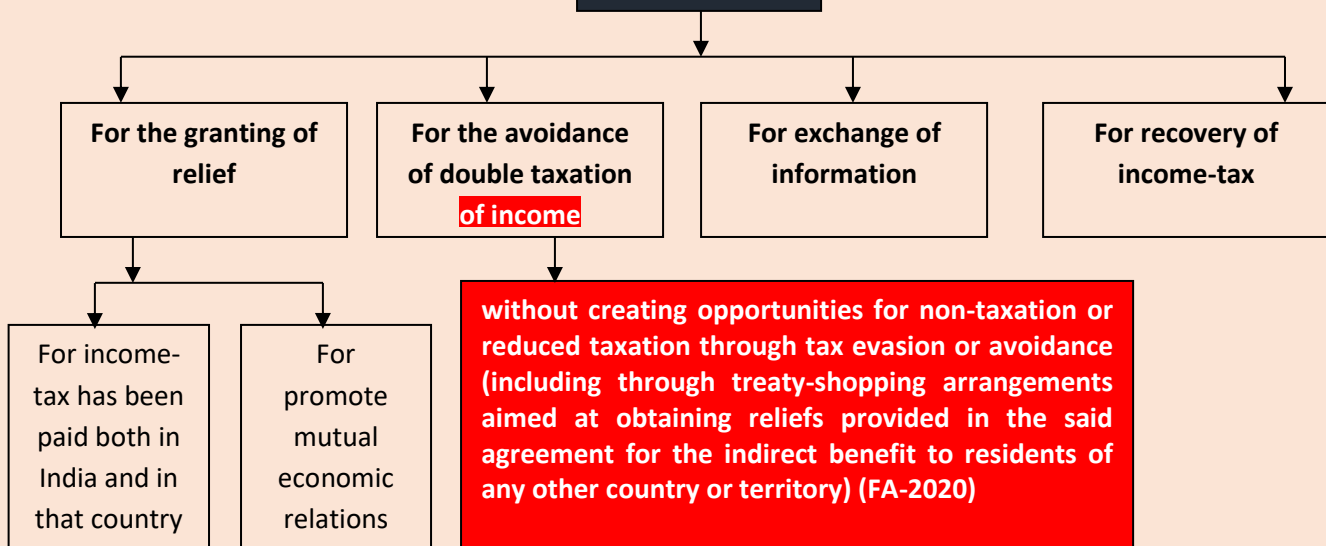 For the granting of
relief
For the avoidance
of double taxation
of income
For exchange of
information
For recovery of
income-tax
For income-
tax has been
paid both in
India and in
that country
For
promote
mutual
economic
relations
without creating opportunities for non-taxation or
reduced taxation through tax evasion or avoidance
(including through treaty-shopping arrangements
aimed at obtaining reliefs provided in the said
agreement for the indirect benefit to residents of
any other country or territory) (FA-2020)